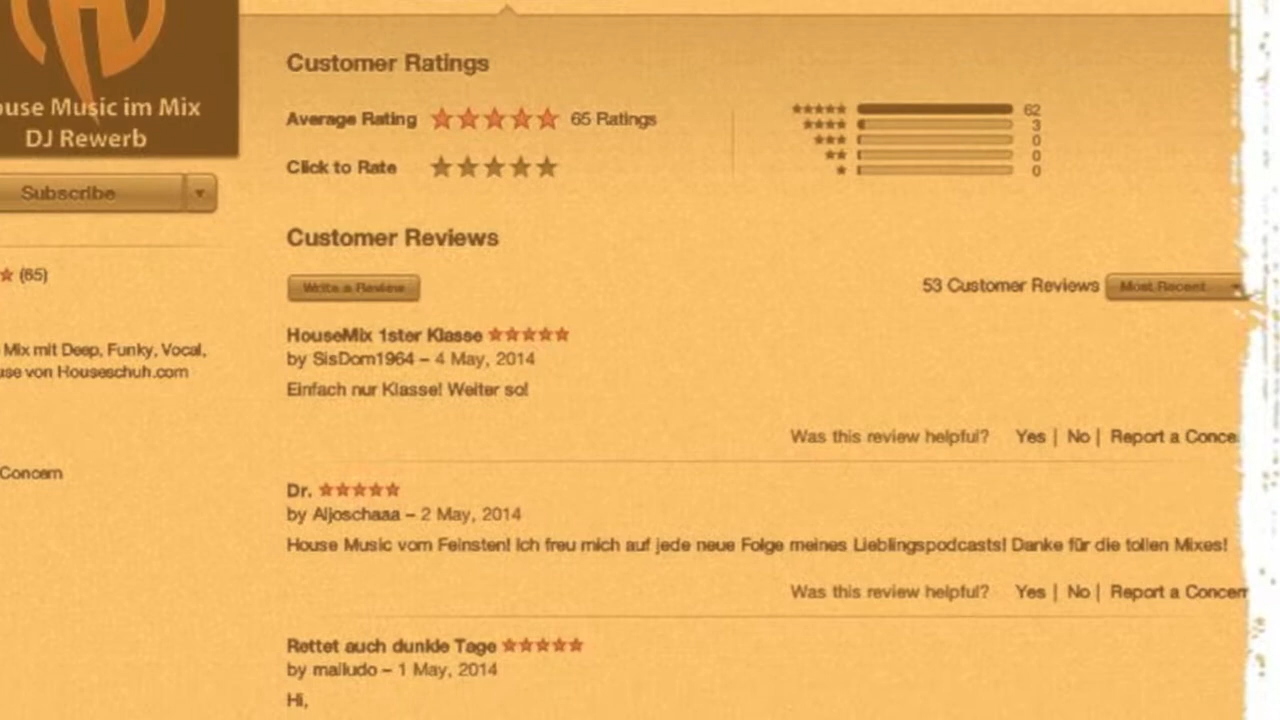 ouse Music im Mix
DJ Rewerb
Subscribe
(65)
Mix mit Deep, Funky, Vocal,
use von Houseschuh.com
Concern
Customer Ratings
Average Rating 65 Ratings
Click to Rate
62
3
0
0
0
Customer Reviews
Write a Review
53 Customer Reviews Most Recent
HouseMix 1ster Klasse
by SisDom1964 – 4 May, 2014
Einfach nur Klasse! Weiter so!
Was this review helpful? Yes | No | Report a Conce
Dr.
by Aljoschaaa – 2 May, 2014
House Music vom Feinsten! Ich freu mich auf jede neue Folge meines Lieblingspodcasts! Danke für die tollen Mixes!
Was this review helpful? Yes | No | Report a Concern
Rettet auch dunkle Tage
by malludo – 1 May, 2014
Hi,